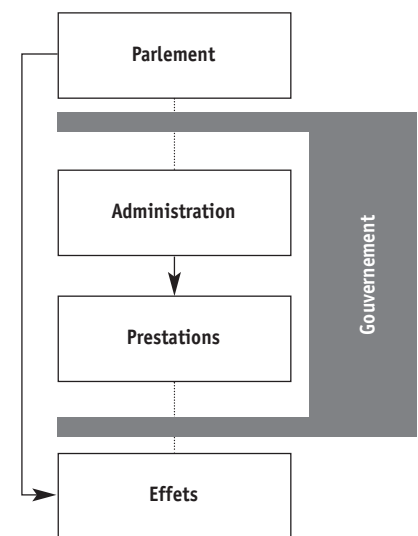 Parlement
Administration
Gouvernement
Prestations
Effets